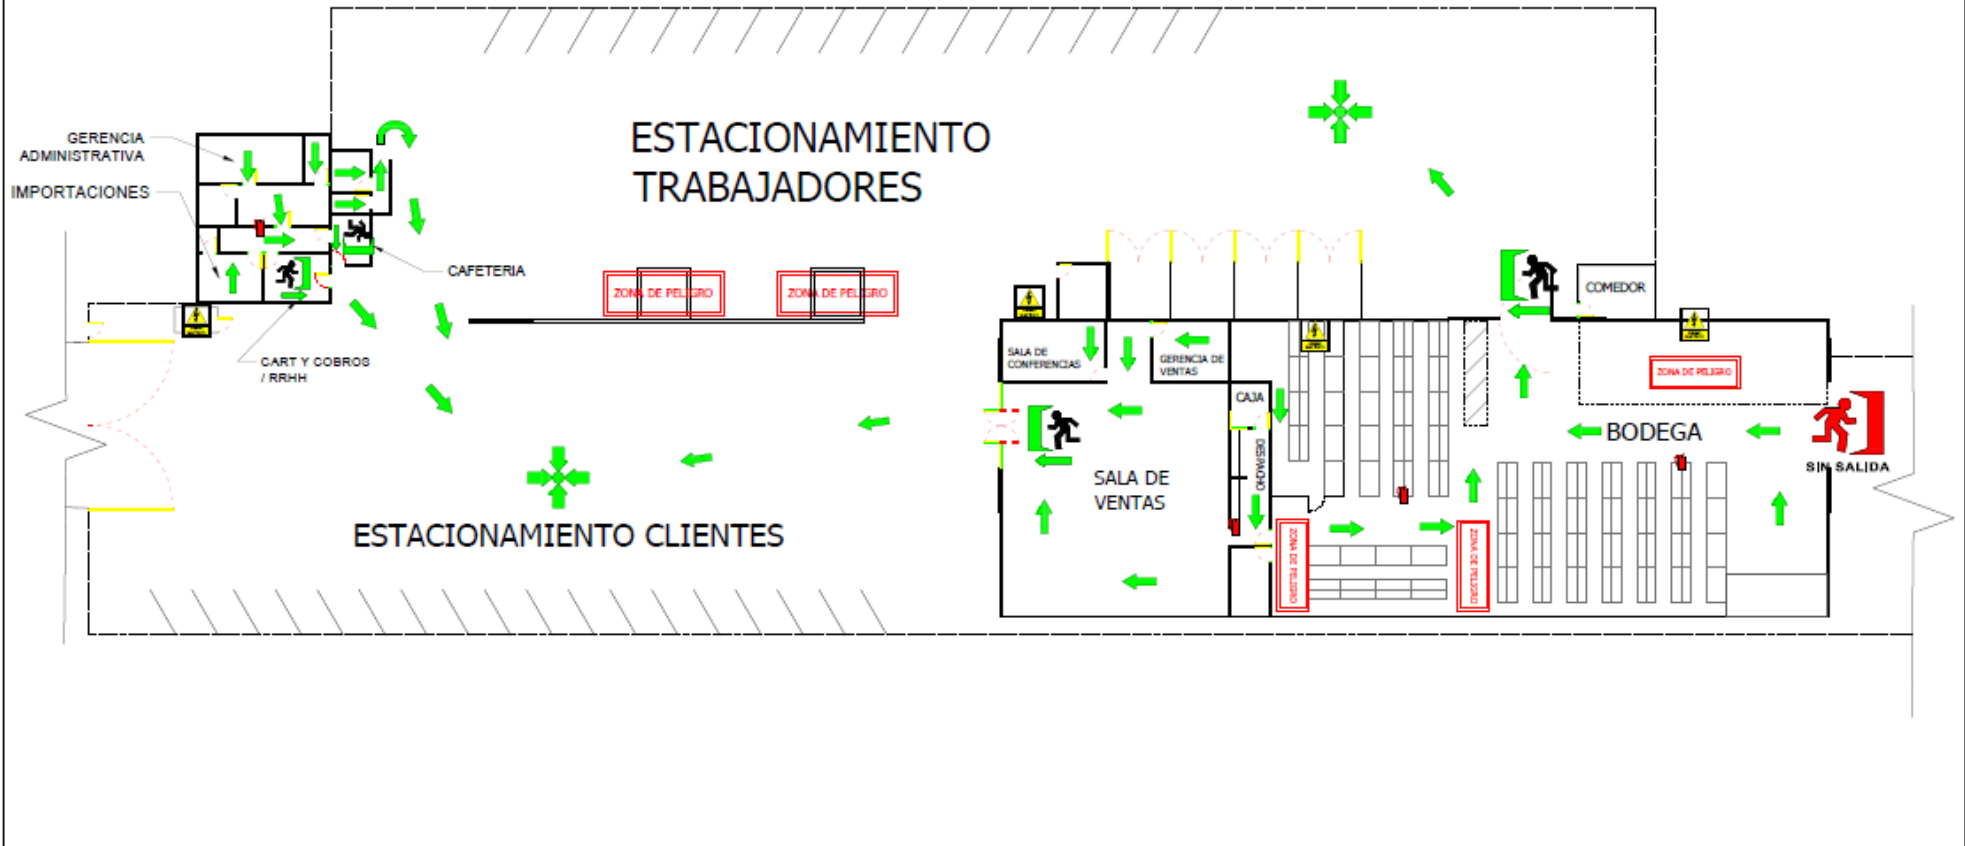 ESTACIONAMIENTO
TRABAJADORES
GERENCIA
ADMINISTRATIVA
IMPORTACIONES
CAFETERIA
ZONA DE PELIGRO
ZONA DE PELIGRO
CART Y COBROS
/ RRHH
COMEDOR
SALA DE
CONFERENCIAS
GERENCIA DE
VENTAS
CAJA
DESPACHO
ZONA DE PELIGRO
BODEGA
SIN SALIDA
SALA DE
VENTAS
ESTACIONAMIENTO CLIENTES
ZONA DE PELIGRO
ZONA DE PELIGRO